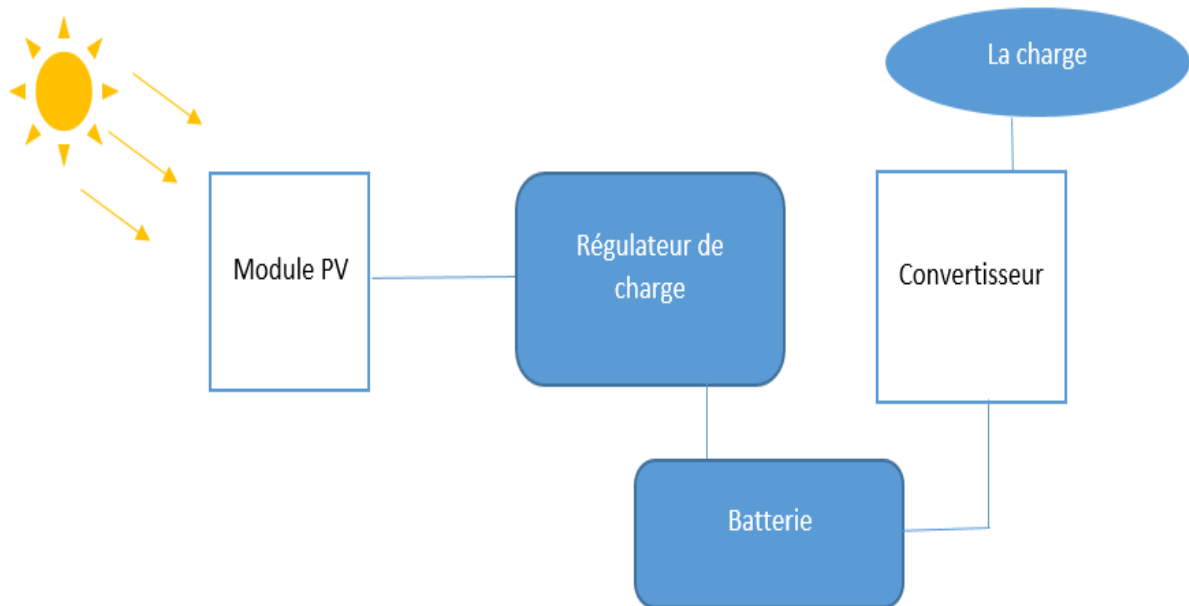 La charge
Module PV
Régulateur de
charge
Convertisseur
Batterie